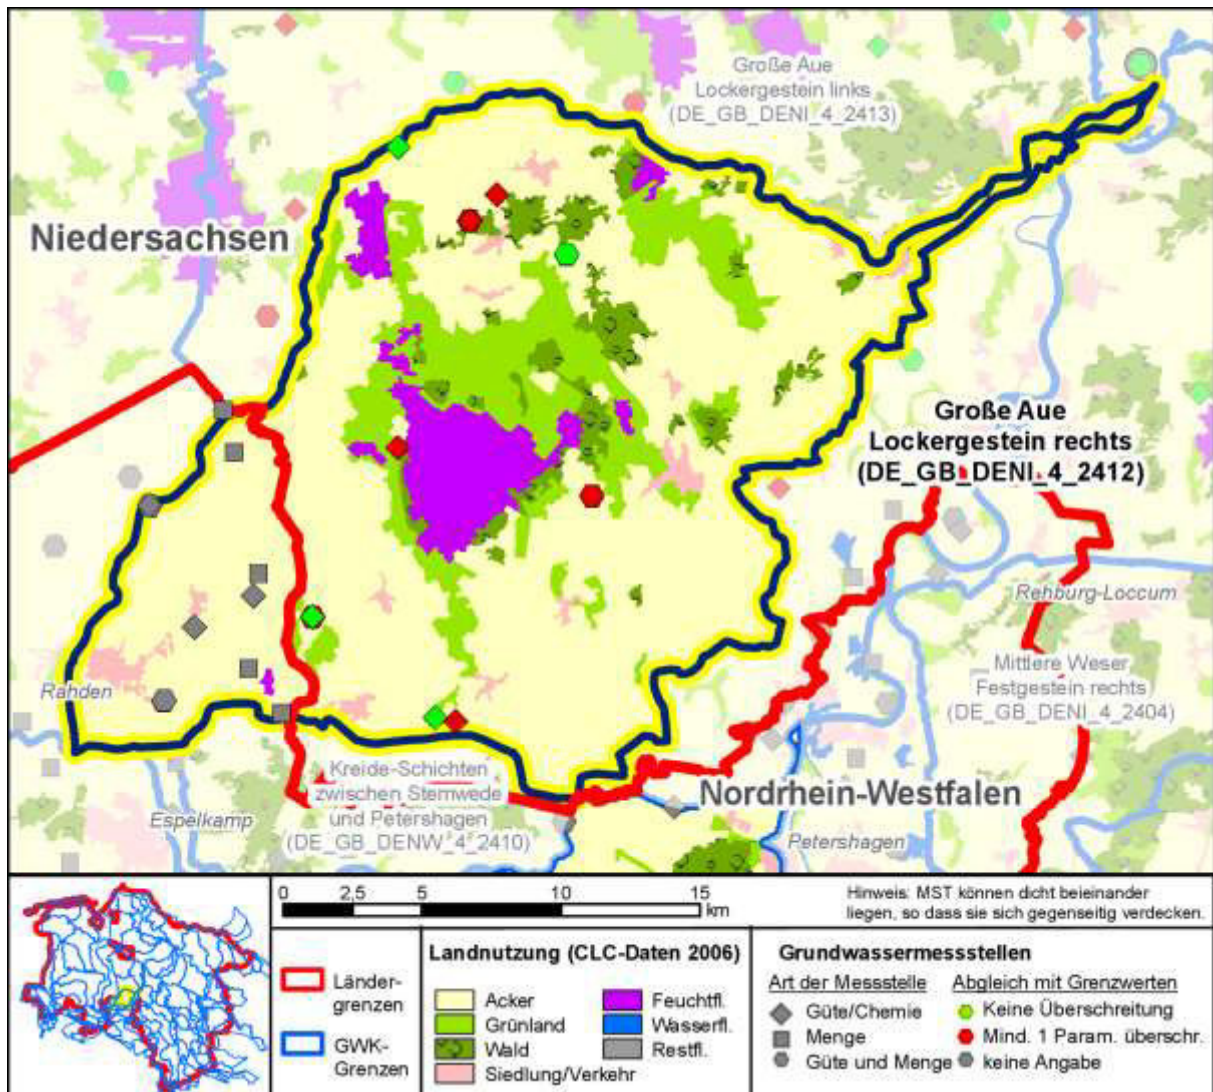 Große Aue
Lockergestein links
(DE_GB_DENI_4_2413)
Niedersachsen
Große Aue
Lockergestein rechts
(DE_GB_DENI_4_2412)
Rehburg-Loccum
Mittlere Weser
Festgestein rechts
(DE_GB_DENI_4_2404)
Rahden
Kreide-Schichten
zwischen Stemwede
und Petershagen
(DE_GB_DENW_4_2410)
Nordrhein-Westfalen
Espelkamp
Petershagen
0 2,5 5 10 15
km
Hinweis: MST können dicht beieinander
liegen, so dass sie sich gegenseitig verdecken.
Länder-
grenzen
GWK-
Grenzen
Landnutzung (CLC-Daten 2006)
Acker
Grünland
Wald
Siedlung/Verkehr
Feuchtfl.
Wasserfl.
Restfl.
Grundwassermessstellen
Art der Messstelle
Güte/Chemie
Menge
Güte und Menge
Abgleich mit Grenzwerten
Keine Überschreitung
Mind. 1 Param. überschr.
keine Angabe